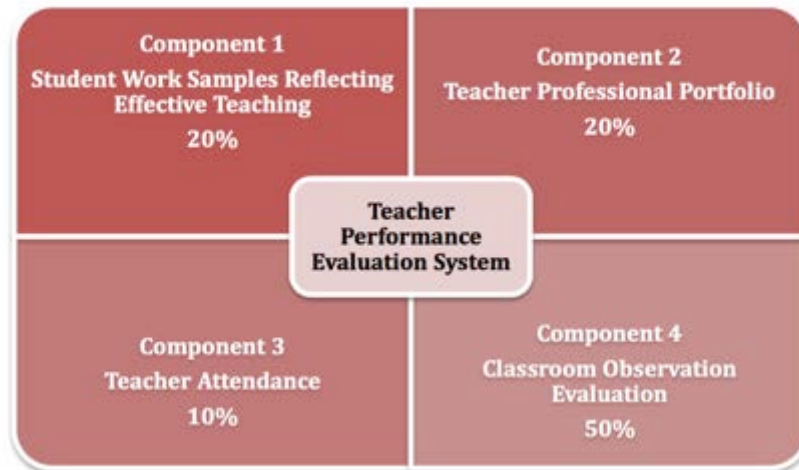 Component 1
Student Work Samples Reflecting
Effective Teaching
20%
Component 2
Teacher Professional Portfolio
20%
Teacher
Performance
Evaluation System
Component 3
Teacher Attendance
10%
Component 4
Classroom Observation
Evaluation
50%